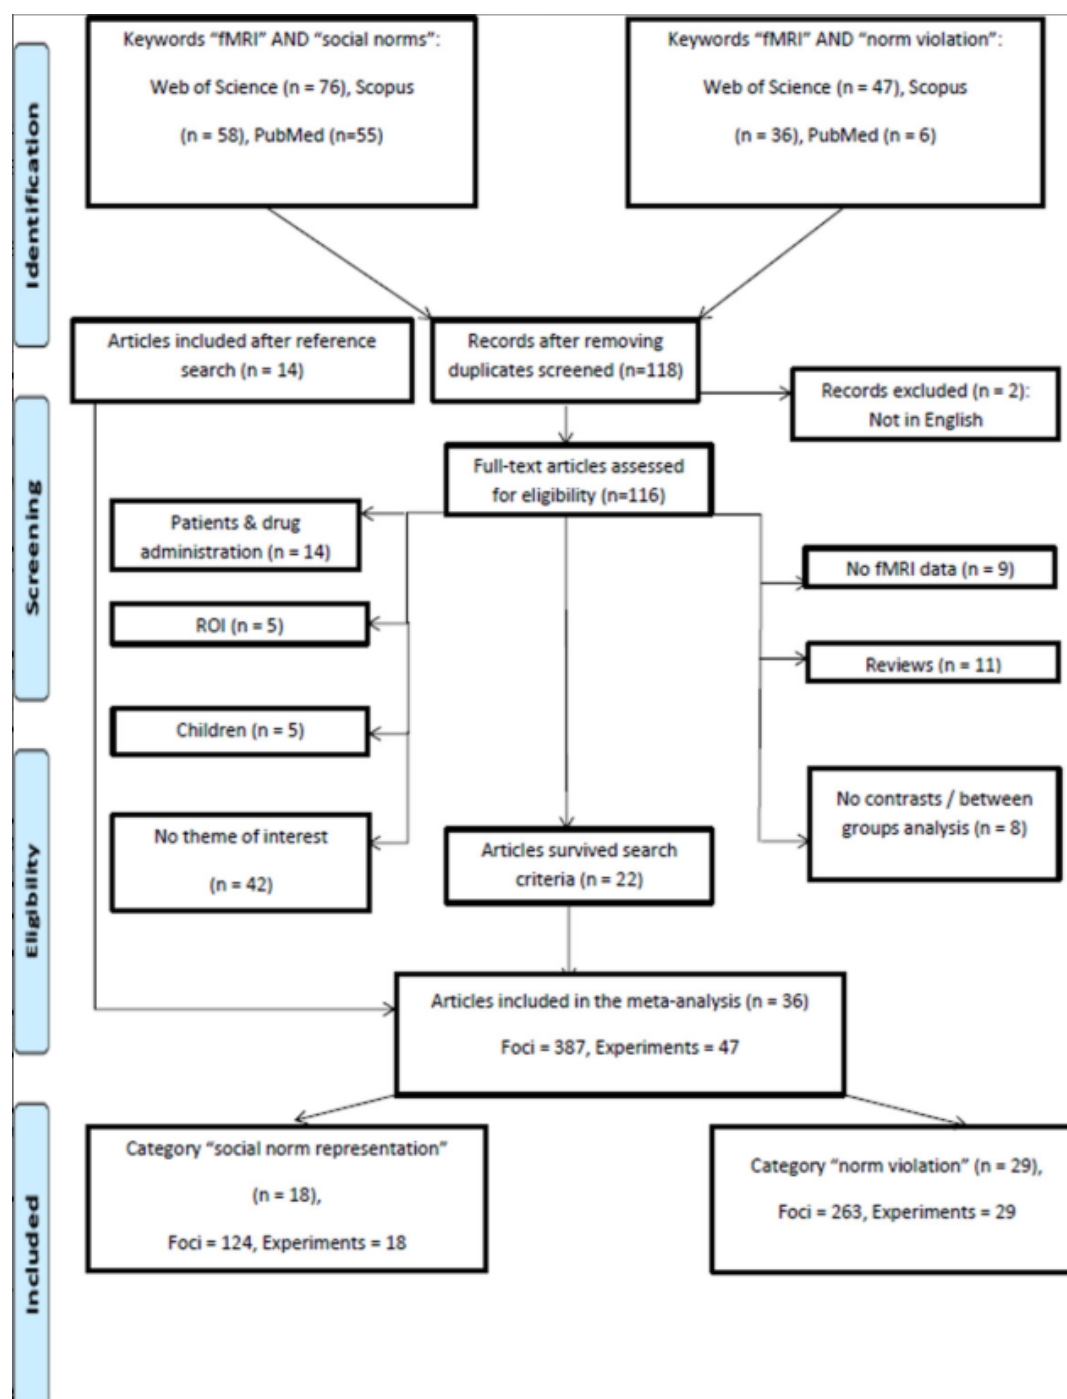 Identification
Keywords “fMRI” AND “social norms”:
Web of Science (n = 76), Scopus
(n = 58), PubMed (n=55)
Keywords “fMRI” AND “norm violation”:
Web of Science (n = 47), Scopus
(n = 36), PubMed (n = 6)
Articles included after reference
search (n = 14)
Records after removing
duplicates screened (n=118)
Records excluded (n = 2):
Not in English
Screening
Full-text articles assessed
for eligibility (n=116)
Patients & drug
administration (n = 14)
ROI (n = 5)
Children (n = 5)
No theme of interest
(n = 42)
No fMRI data (n = 9)
Reviews (n = 11)
No contrasts / between
groups analysis (n = 8)
Eligibility
Articles survived search
criteria (n = 22)
Articles included in the meta-analysis (n = 36)
Foci = 387, Experiments = 47
Included
Category “social norm representation”
(n = 18),
Foci = 124, Experiments = 18
Category “norm violation” (n = 29),
Foci = 263, Experiments = 29